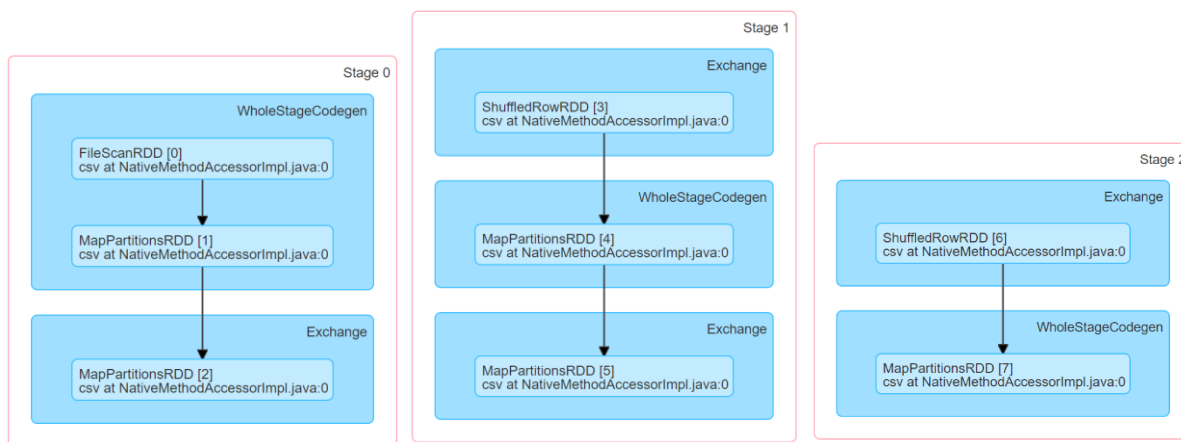 Stage 0
WholeStageCodegen
FileScanRDD [0]
csv at NativeMethodAccessorImpl.java:0
MapPartitionsRDD [1]
csv at NativeMethodAccessorImpl.java:0
Exchange
MapPartitionsRDD [2]
csv at NativeMethodAccessorImpl.java:0
Stage 1
Exchange
ShuffledRowRDD [3]
csv at NativeMethodAccessorImpl.java:0
WholeStageCodegen
MapPartitionsRDD [4]
csv at NativeMethodAccessorImpl.java:0
Exchange
MapPartitionsRDD [5]
csv at NativeMethodAccessorImpl.java:0
Stage 2
Exchange
ShuffledRowRDD [6]
csv at NativeMethodAccessorImpl.java:0
WholeStageCodegen
MapPartitionsRDD [7]
csv at NativeMethodAccessorImpl.java:0